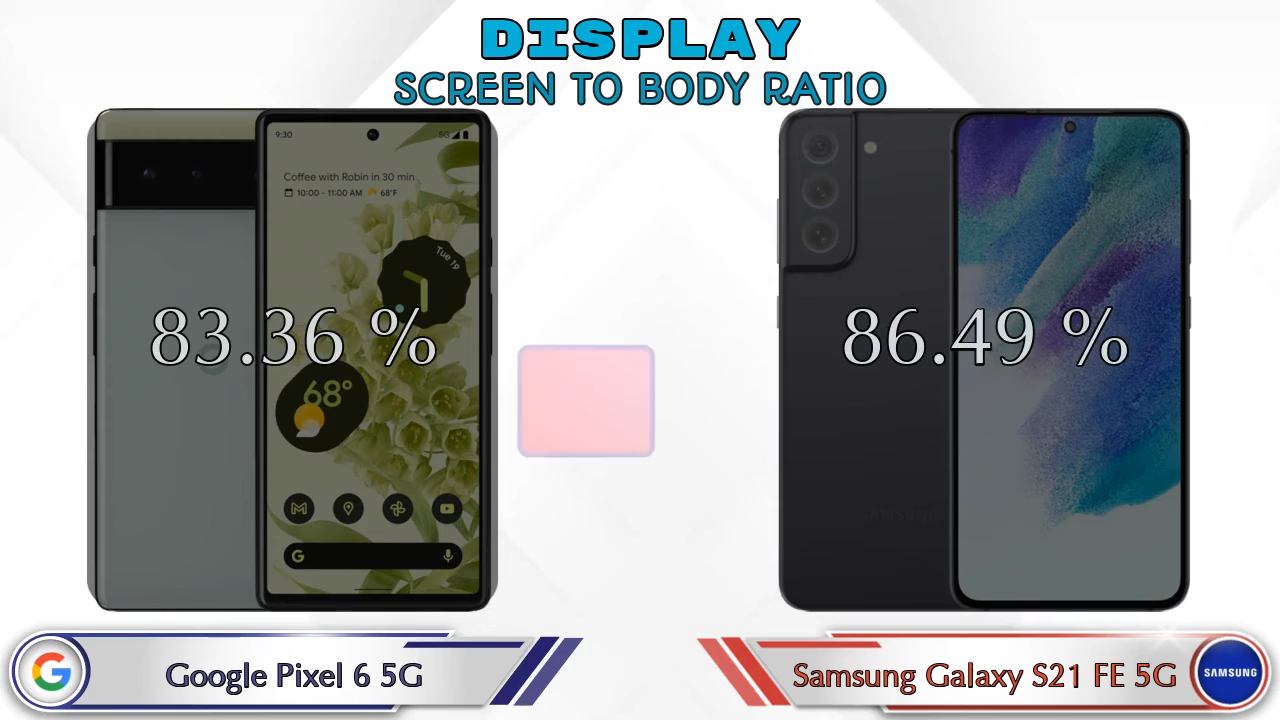 DISPLAY
SCREEN TO BODY RATIO
9:30
5G
Coffee with Robin in 30 min
10:00 - 11:00 AM 68°F
Tue 19
83.36 %
86.49 %
68°
SAMSUNG
Google Pixel 6 5G
Samsung Galaxy S21 FE 5G
SAMSUNG